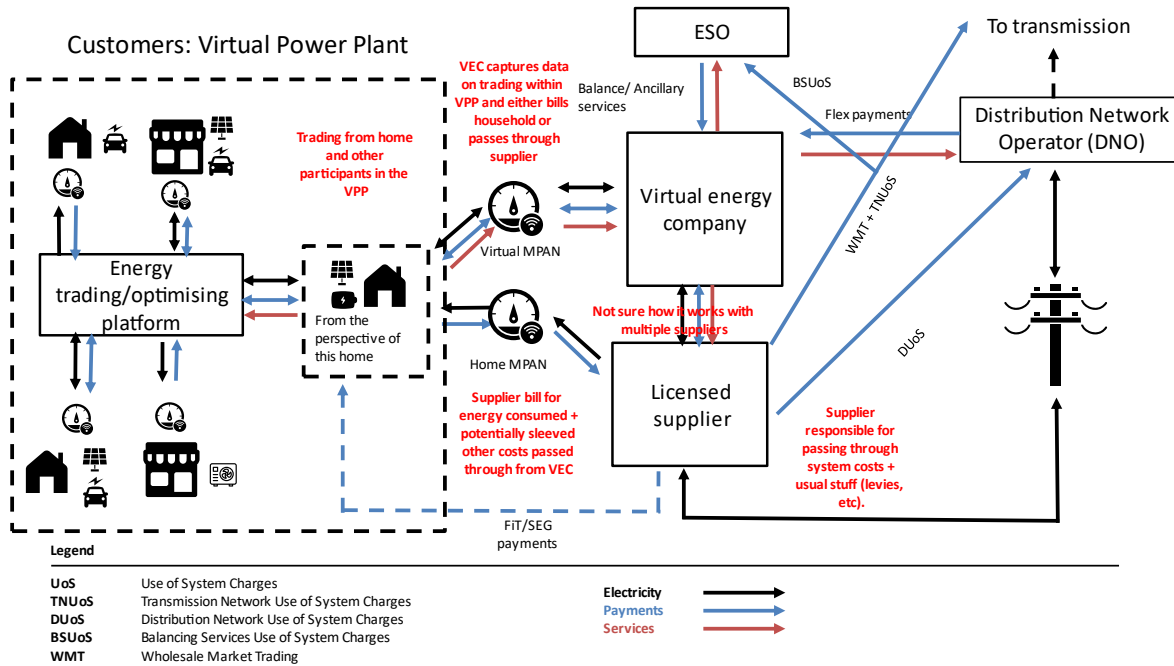 Customers: Virtual Power Plant
ESO
To transmission
VEC captures data
on trading within
VPP and either bills
household or
passes through
supplier
Balance/ Ancillary
services
BSUoS
Flex payments
Distribution Network
Operator (DNO)
Trading from home
and other
participants in the
VPP
Virtual energy
company
WMT + TNUoS
Virtual MPAN
Energy
trading/optimising
platform
From the
perspective of
this home
Not sure how it works with
multiple suppliers
Home MPAN
DUoS
Licensed
supplier
Supplier bill for
energy consumed +
potentially sleeved
other costs passed
through from VEC
Supplier
responsible for
passing through
system costs +
usual stuff (levies,
etc).
FiT/SEG
payments
Legend
UoS Use of System Charges
TNUoS Transmission Network Use of System Charges
DUoS Distribution Network Use of System Charges
BSUoS Balancing Services Use of System Charges
WMT Wholesale Market Trading
Electricity
Payments
Services